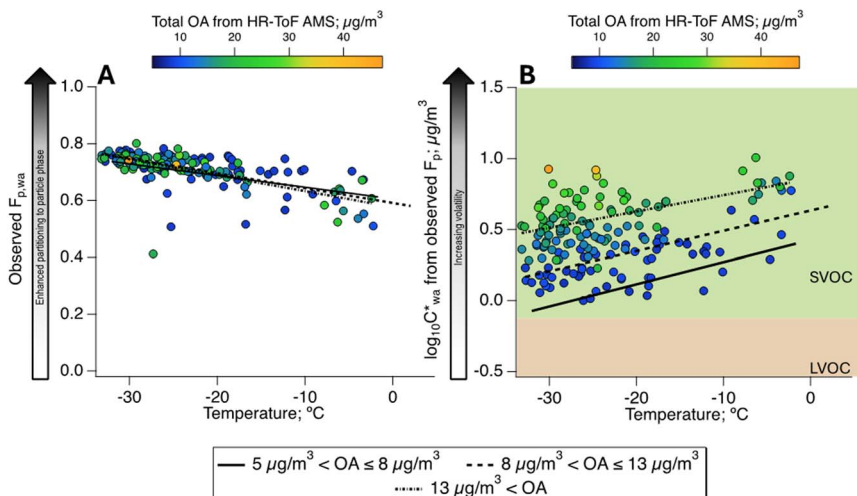 Total OA from HR-ToF AMS; µg/m³
10 20 30 40
A
Observed Fp,wa
Enhanced partitioning to particle phase
1.0
0.8
0.6
0.4
0.2
0.0
-30 -20 -10 0
Temperature; ºC
Total OA from HR-ToF AMS; µg/m³
10 20 30 40
B
log₁₀C*wa from observed Fp; µg/m³
Increasing volatility
1.5
1.0
0.5
0.0
-0.5
SVOC
LVOC
-30 -20 -10 0
Temperature; ºC
5 µg/m³ < OA ≤ 8 µg/m³
8 µg/m³ < OA ≤ 13 µg/m³
13 µg/m³ < OA